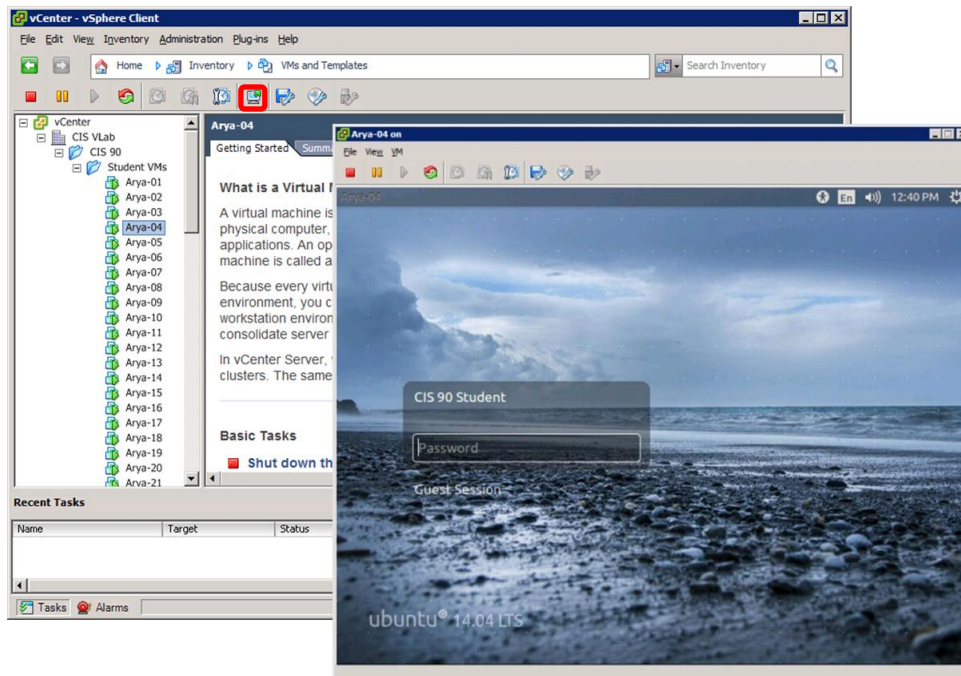 vCenter - vSphere Client
File Edit View Inventory Administration Plug-ins Help
Home Inventory VMs and Templates
Search Inventory
vCenter
CIS VLab
CIS 90
Student VMs
Arya-01
Arya-02
Arya-03
Arya-04
Arya-05
Arya-06
Arya-07
Arya-08
Arya-09
Arya-10
Arya-11
Arya-12
Arya-13
Arya-14
Arya-15
Arya-16
Arya-17
Arya-18
Arya-19
Arya-20
Arya-21
Arya-04
Getting Started Summa
What is a Virtual
A virtual machine is
physical computer,
applications. An op
machine is called a
Because every virtu
environment, you c
workstation environ
consolidate server
In vCenter Server,
clusters. The same
Basic Tasks
Shut down th
Recent Tasks
Name Target Status
Tasks Alarms
Arya-04 on
File View VM
Arya-04
En 12:40 PM
CIS 90 Student
Password
Guest Session
ubuntu® 14.04 LTS